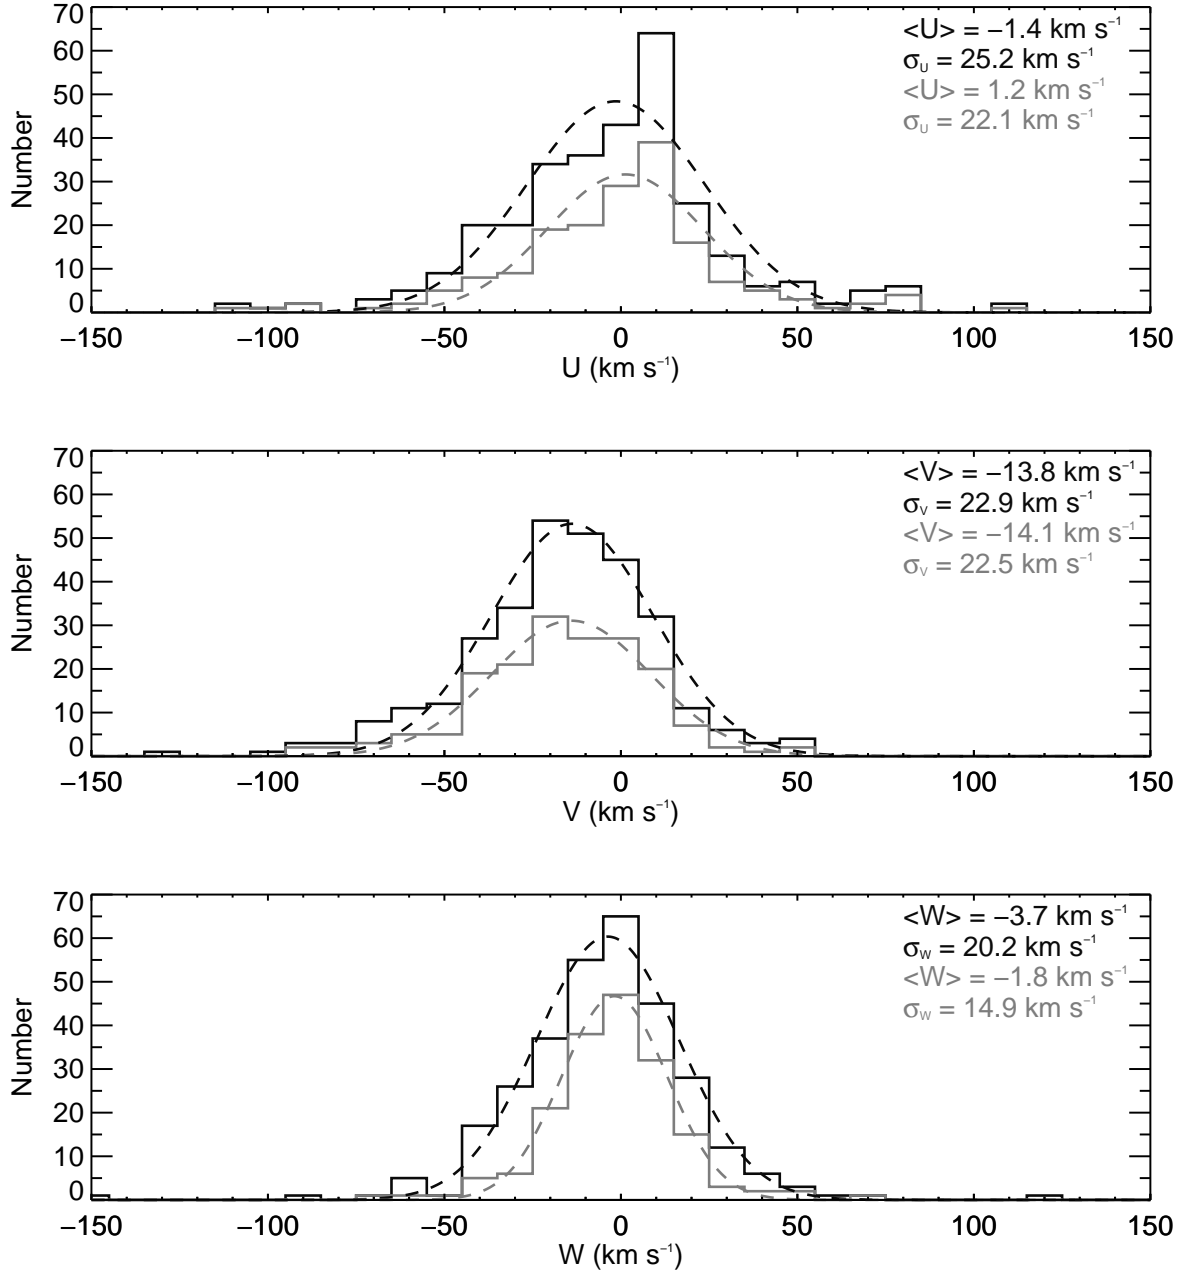 70
60
50
40
30
20
10
0
Number
<U> = −1.4 km s⁻¹
σU = 25.2 km s⁻¹
<U> = 1.2 km s⁻¹
σU = 22.1 km s⁻¹
−150 −100 −50 0 50 100 150
U (km s⁻¹)
70
60
50
40
30
20
10
0
Number
<V> = −13.8 km s⁻¹
σV = 22.9 km s⁻¹
<V> = −14.1 km s⁻¹
σV = 22.5 km s⁻¹
−150 −100 −50 0 50 100 150
V (km s⁻¹)
70
60
50
40
30
20
10
0
Number
<W> = −3.7 km s⁻¹
σW = 20.2 km s⁻¹
<W> = −1.8 km s⁻¹
σW = 14.9 km s⁻¹
−150 −100 −50 0 50 100 150
W (km s⁻¹)